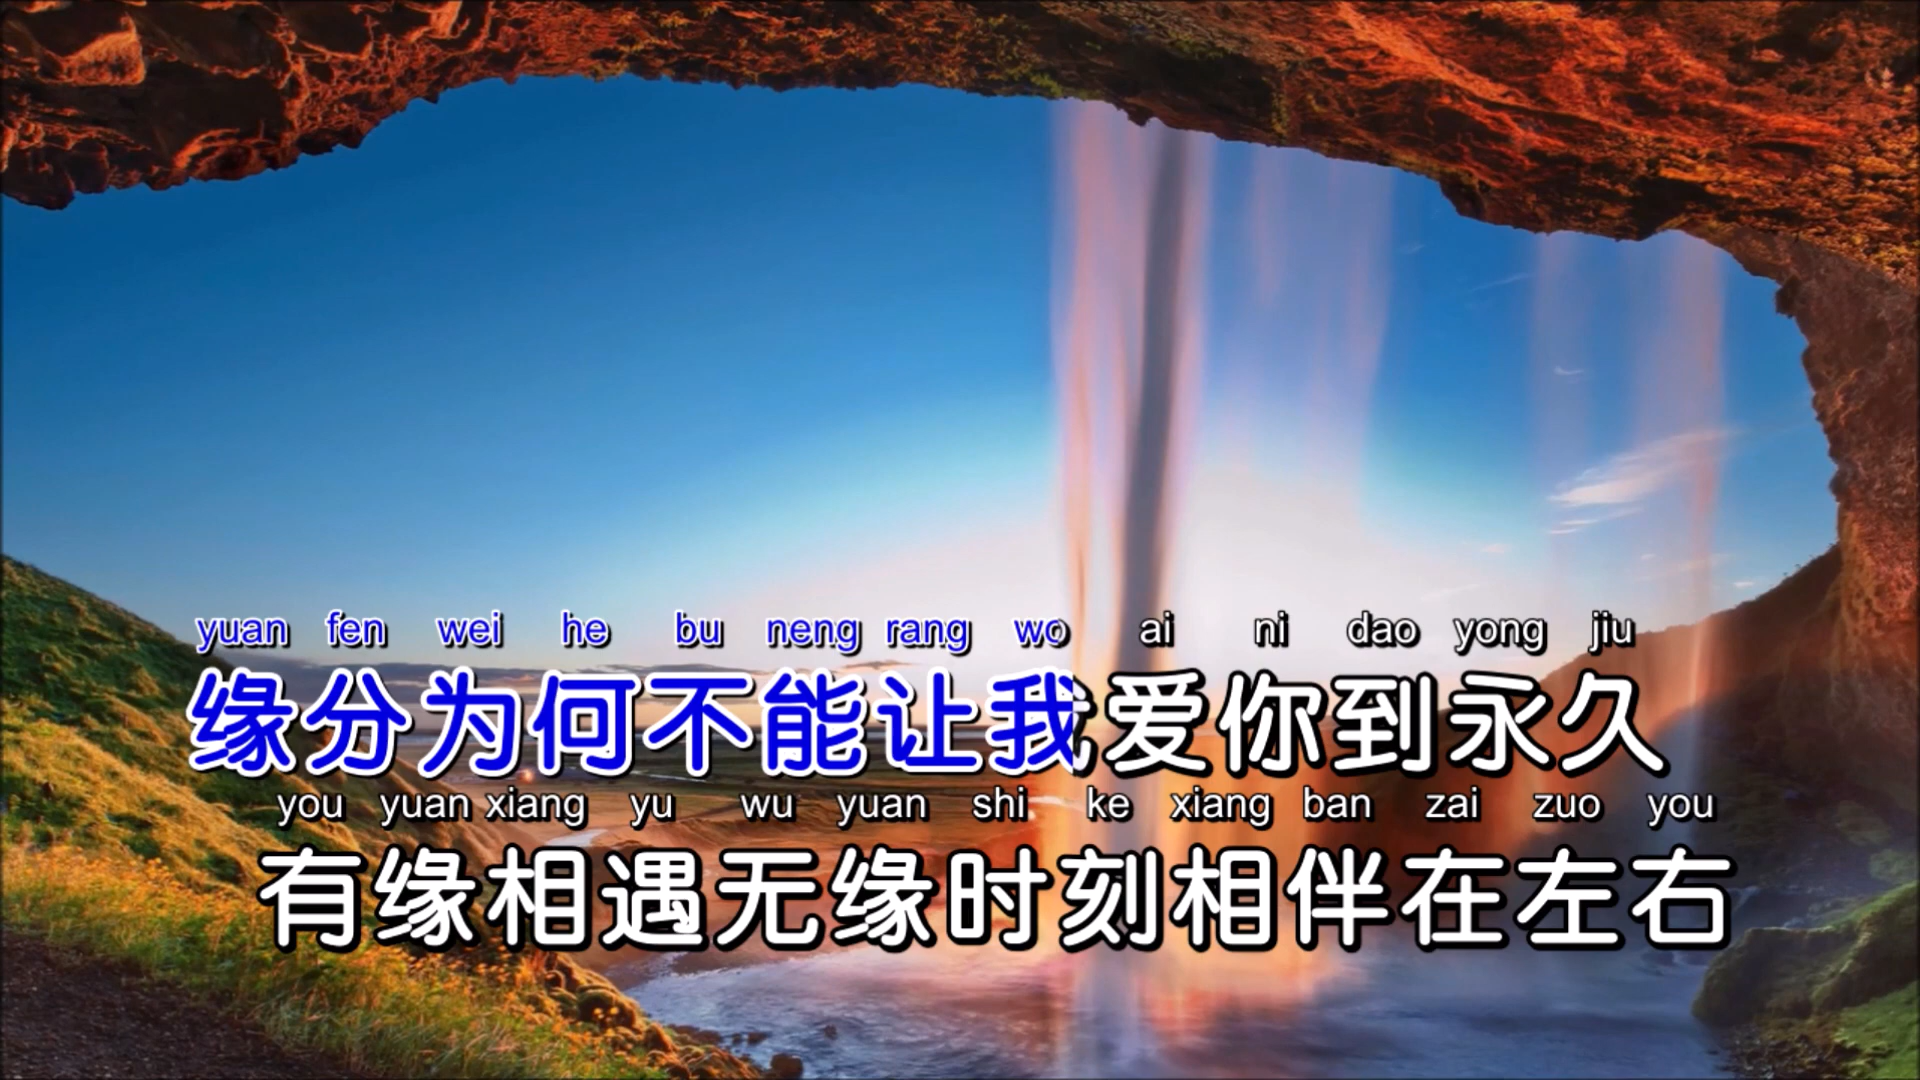 yuan fen wei he bu neng rang wo ai ni dao yong jiu
缘分为何不能让我爱你到永久
you yuan xiang yu wu yuan shi ke xiang ban zai zuo you
有缘相遇无缘时刻相伴在左右